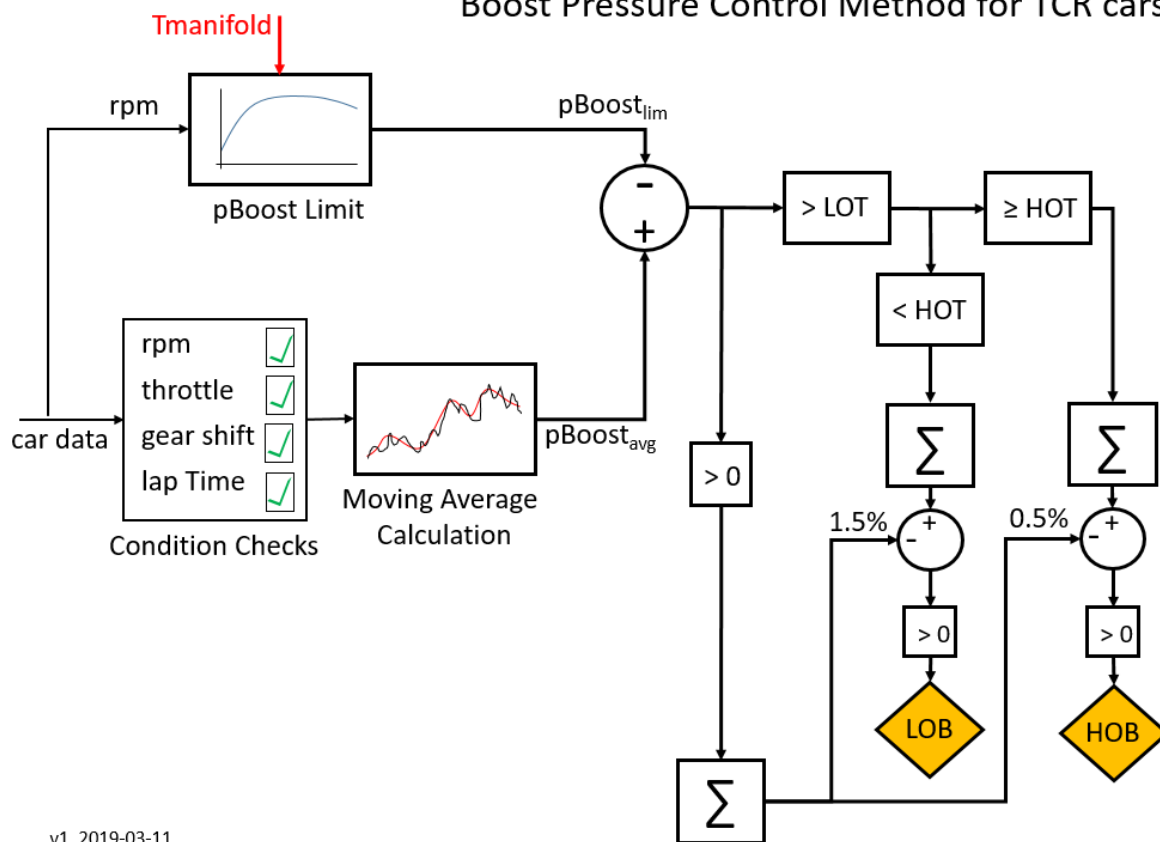 Boost Pressure Control Method for TCR cars
Tmanifold
rpm
pBoost Limit
pBoostlim
-
+
> LOT
≥ HOT
< HOT
rpm
throttle
gear shift
lap Time
car data
Condition Checks
Moving Average
Calculation
pBoostavg
> 0
∑
∑
1.5%
- +
0.5%
- +
> 0
> 0
LOB
HOB
∑
v1 2019-03-11